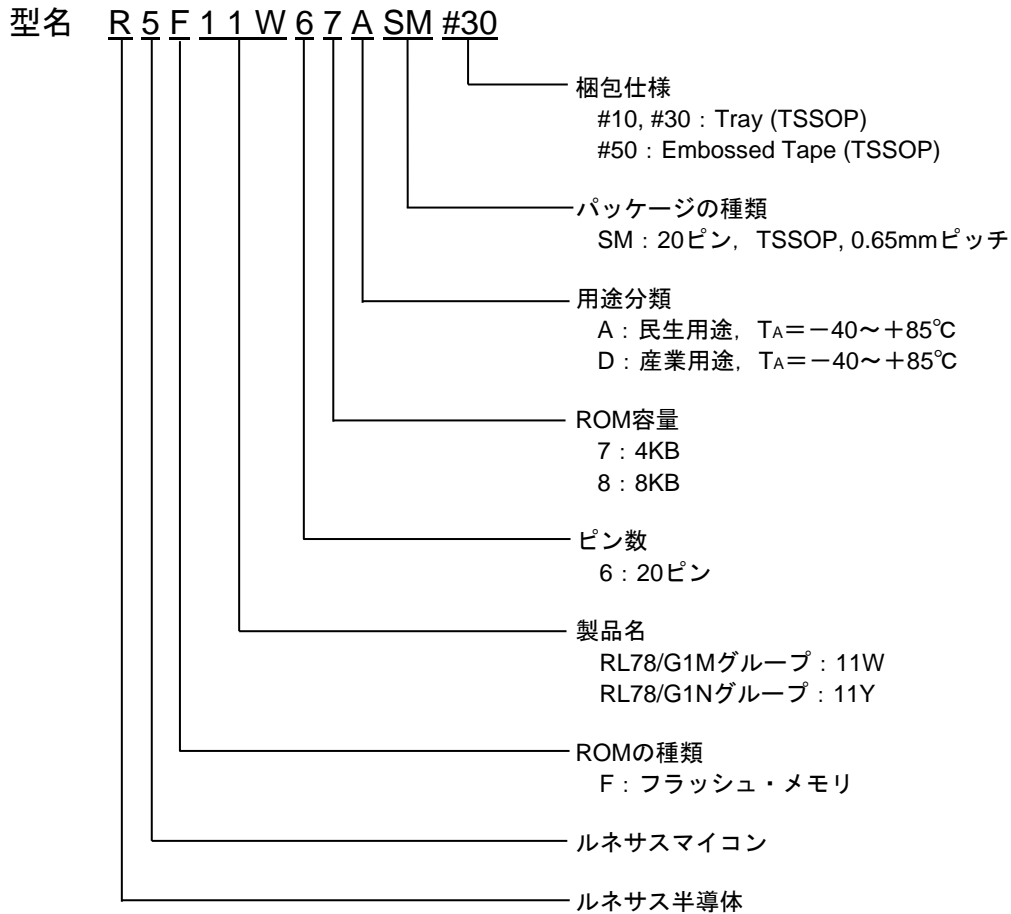 型名 R 5 F 1 1 W 6 7 A SM #30
梱包仕様
#10, #30 : Tray (TSSOP)
#50 : Embossed Tape (TSSOP)
パッケージの種類
SM : 20ピン, TSSOP, 0.65mmピッチ
用途分類
A : 民生用途, TA=-40~+85℃
D : 産業用途, TA=-40~+85℃
ROM容量
7 : 4KB
8 : 8KB
ピン数
6 : 20ピン
製品名
RL78/G1Mグループ : 11W
RL78/G1Nグループ : 11Y
ROMの種類
F : フラッシュ・メモリ
ルネサスマイコン
ルネサス半導体